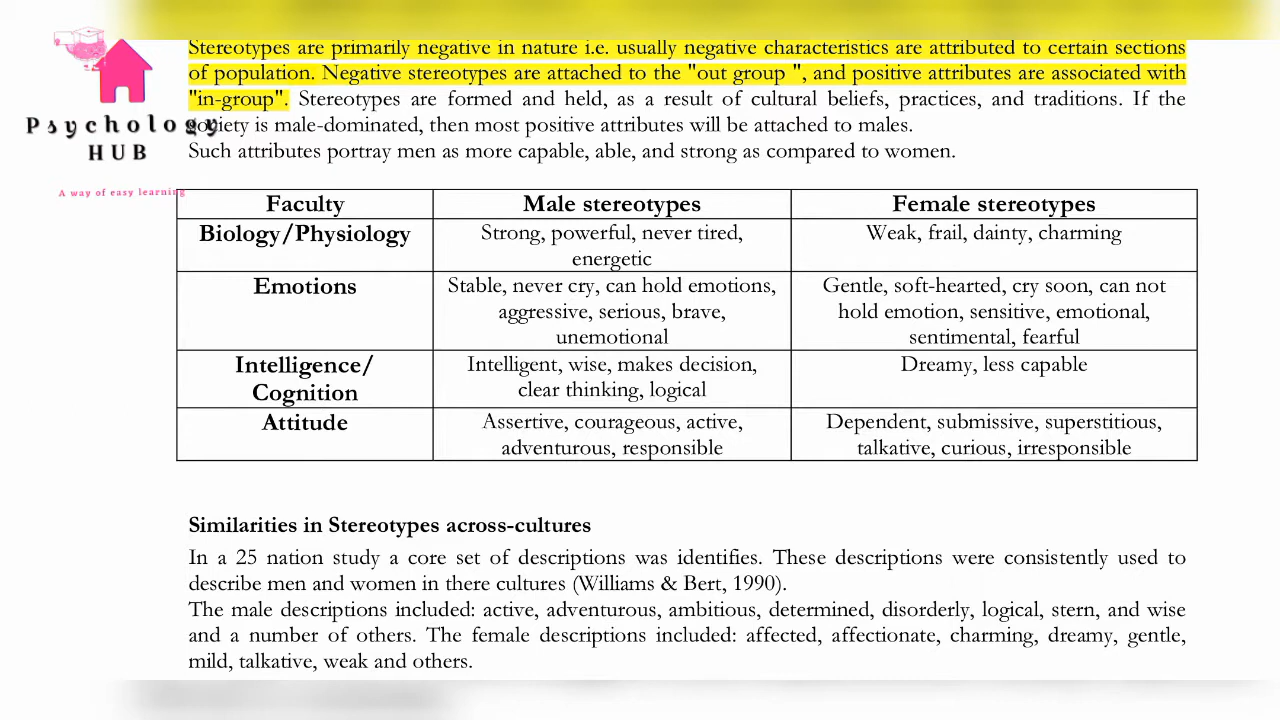 Stereotypes are primarily negative in nature i.e. usually negative characteristics are attributed to certain sections
of population. Negative stereotypes are attached to the "out group ", and positive attributes are associated with
"in-group". Stereotypes are formed and held, as a result of cultural beliefs, practices, and traditions. If the
society is male-dominated, then most positive attributes will be attached to males.
Such attributes portray men as more capable, able, and strong as compared to women.
Psychology
HUB
A way of easy learning
Faculty Male stereotypes Female stereotypes
Biology/Physiology Strong, powerful, never tired, Weak, frail, dainty, charming
energetic
Emotions Stable, never cry, can hold emotions, Gentle, soft-hearted, cry soon, can not
aggressive, serious, brave, hold emotion, sensitive, emotional,
unemotional sentimental, fearful
Intelligence/ Intelligent, wise, makes decision, Dreamy, less capable
Cognition clear thinking, logical
Attitude Assertive, courageous, active, Dependent, submissive, superstitious,
adventurous, responsible talkative, curious, irresponsible
Similarities in Stereotypes across-cultures
In a 25 nation study a core set of descriptions was identifies. These descriptions were consistently used to
describe men and women in there cultures (Williams & Bert, 1990).
The male descriptions included: active, adventurous, ambitious, determined, disorderly, logical, stern, and wise
and a number of others. The female descriptions included: affected, affectionate, charming, dreamy, gentle,
mild, talkative, weak and others.